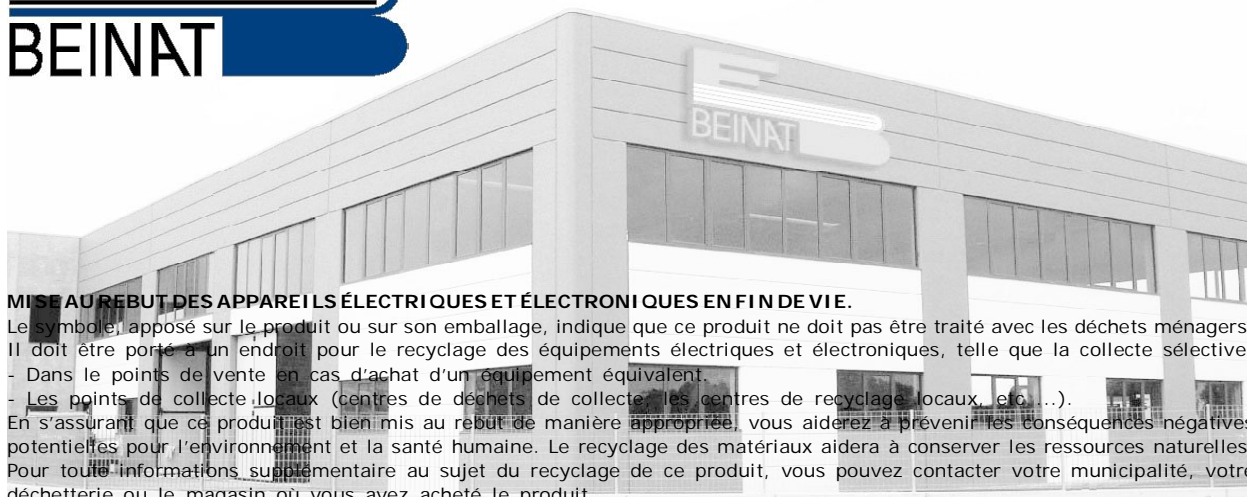 BEINAT
BEINAT
MISE AU REBUT DES APPAREILS ÉLECTRIQUES ET ÉLECTRONIQUES EN FIN DE VIE.
Le symbole, apposé sur le produit ou sur son emballage, indique que ce produit ne doit pas être traité avec les déchets ménagers
Il doit être porté à un endroit pour le recyclage des équipements électriques et électroniques, telle que la collecte sélective
- Dans le points de vente en cas d'achat d'un équipement équivalent.
- Les points de collecte locaux (centres de déchets de collecte, les centres de recyclage locaux, etc ...).
En s'assurant que ce produit est bien mis au rebut de manière appropriée, vous aiderez à prévenir les conséquences négatives
potentielles pour l'environnement et la santé humaine. Le recyclage des matériaux aidera à conserver les ressources naturelles
Pour toute informations supplémentaire au sujet du recyclage de ce produit, vous pouvez contacter votre municipalité, votre
déchetterie ou le magasin où vous avez acheté le produit